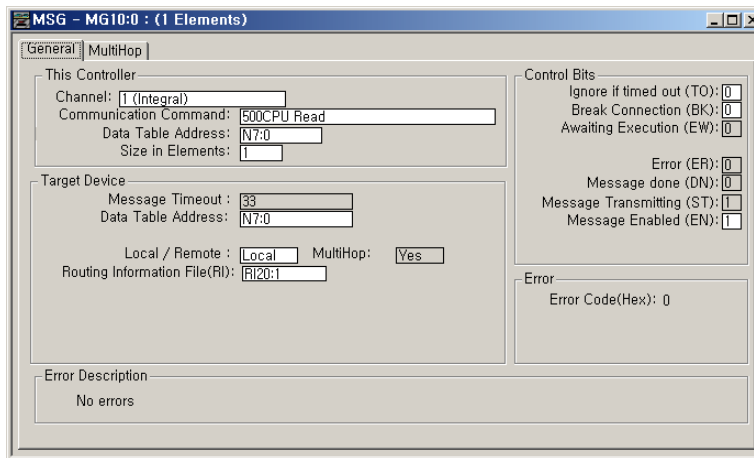 MSG - MG10:0 : (1 Elements)
General MultiHop
This Controller
Channel: 1 (Integral)
Communication Command: 500CPU Read
Data Table Address: N7:0
Size in Elements: 1
Target Device
Message Timeout : 33
Data Table Address: N7:0
Local / Remote : Local MultiHop: Yes
Routing Information File(RI): RI20:1
Control Bits
Ignore if timed out (TO): 0
Break Connection (BK): 0
Awaiting Execution (EW): 0
Error (ER): 0
Message done (DN): 0
Message Transmitting (ST): 1
Message Enabled (EN): 1
Error
Error Code(Hex): 0
Error Description
No errors